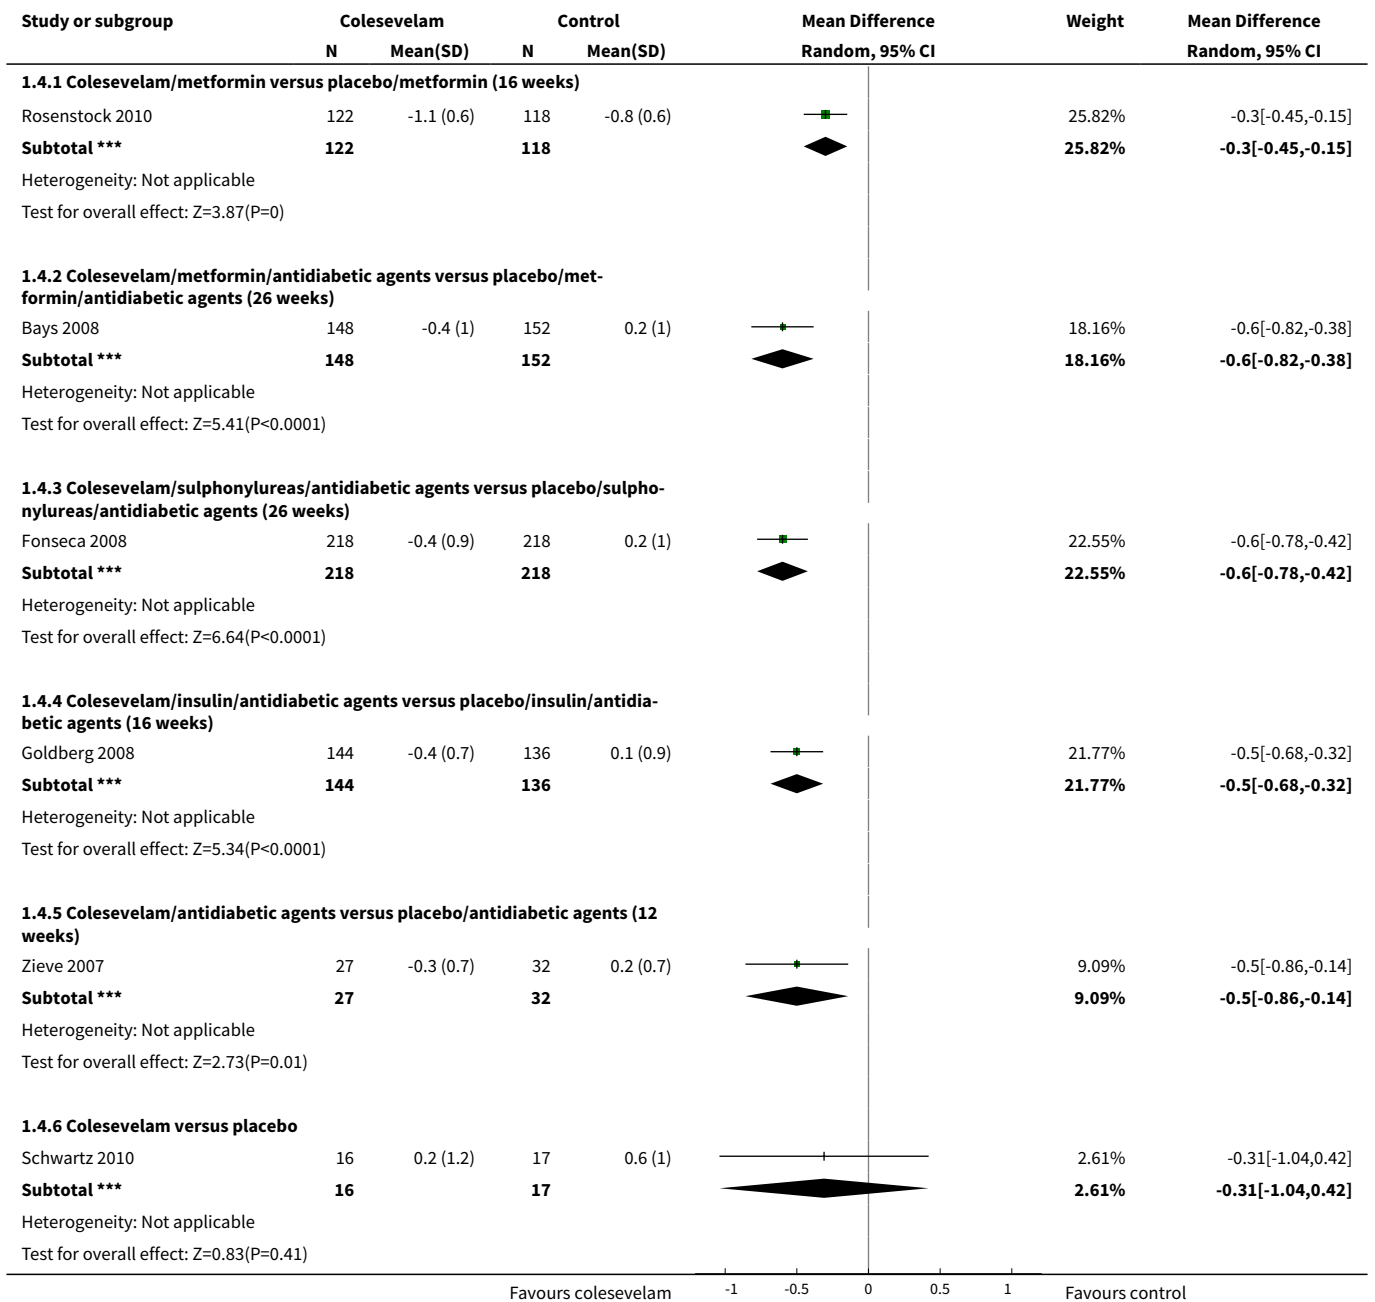 Study or subgroup Colesevelam Control Mean Difference Weight Mean Difference
N Mean(SD) N Mean(SD) Random, 95% CI Random, 95% CI
1.4.1 Colesevelam/metformin versus placebo/metformin (16 weeks)
Rosenstock 2010 122 -1.1 (0.6) 118 -0.8 (0.6) 25.82% -0.3[-0.45,-0.15]
Subtotal *** 122 118 25.82% -0.3[-0.45,-0.15]
Heterogeneity: Not applicable
Test for overall effect: Z=3.87(P=0)
1.4.2 Colesevelam/metformin/antidiabetic agents versus placebo/met-
formin/antidiabetic agents (26 weeks)
Bays 2008 148 -0.4 (1) 152 0.2 (1) 18.16% -0.6[-0.82,-0.38]
Subtotal *** 148 152 18.16% -0.6[-0.82,-0.38]
Heterogeneity: Not applicable
Test for overall effect: Z=5.41(P<0.0001)
1.4.3 Colesevelam/sulphonylureas/antidiabetic agents versus placebo/sulpho-
nylureas/antidiabetic agents (26 weeks)
Fonseca 2008 218 -0.4 (0.9) 218 0.2 (1) 22.55% -0.6[-0.78,-0.42]
Subtotal *** 218 218 22.55% -0.6[-0.78,-0.42]
Heterogeneity: Not applicable
Test for overall effect: Z=6.64(P<0.0001)
1.4.4 Colesevelam/insulin/antidiabetic agents versus placebo/insulin/antidia-
betic agents (16 weeks)
Goldberg 2008 144 -0.4 (0.7) 136 0.1 (0.9) 21.77% -0.5[-0.68,-0.32]
Subtotal *** 144 136 21.77% -0.5[-0.68,-0.32]
Heterogeneity: Not applicable
Test for overall effect: Z=5.34(P<0.0001)
1.4.5 Colesevelam/antidiabetic agents versus placebo/antidiabetic agents (12
weeks)
Zieve 2007 27 -0.3 (0.7) 32 0.2 (0.7) 9.09% -0.5[-0.86,-0.14]
Subtotal *** 27 32 9.09% -0.5[-0.86,-0.14]
Heterogeneity: Not applicable
Test for overall effect: Z=2.73(P=0.01)
1.4.6 Colesevelam versus placebo
Schwartz 2010 16 0.2 (1.2) 17 0.6 (1) 2.61% -0.31[-1.04,0.42]
Subtotal *** 16 17 2.61% -0.31[-1.04,0.42]
Heterogeneity: Not applicable
Test for overall effect: Z=0.83(P=0.41)
Favours colesevelam -1 -0.5 0 0.5 1 Favours control